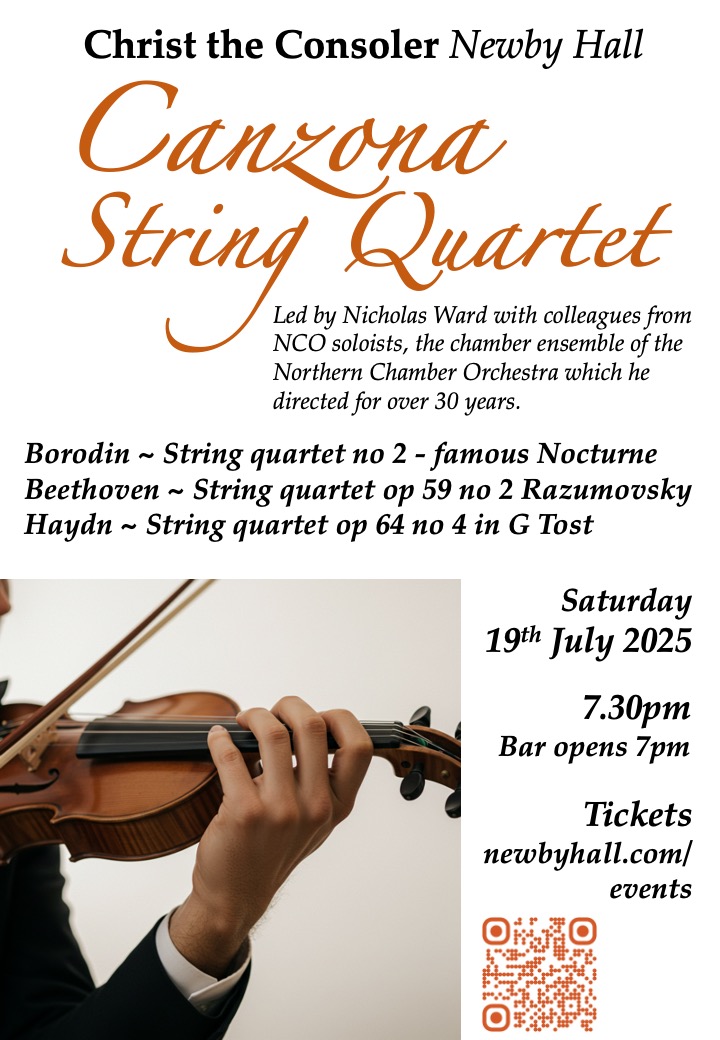 Christ the Consoler Newby Hall
Canzona
String Quartet
Led by Nicholas Ward with colleagues from
NCO soloists, the chamber ensemble of the
Northern Chamber Orchestra which he
directed for over 30 years.
Borodin ~ String quartet no 2 - famous Nocturne
Beethoven ~ String quartet op 59 no 2 Razumovsky
Haydn ~ String quartet op 64 no 4 in G Tost
Saturday
19th July 2025
7.30pm
Bar opens 7pm
Tickets
newbyhall.com/
events